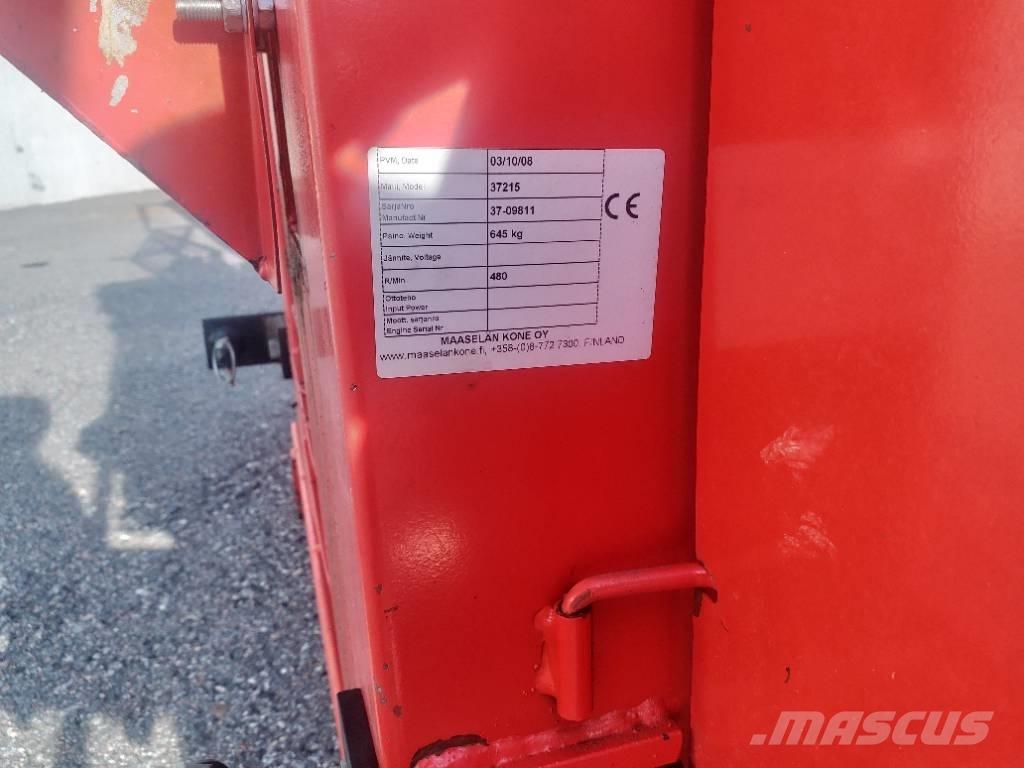 PVM, Date 03/10/08
Malli, Model 37215
Sarjanro
Manufact.Nr 37-09811
Paino, Weight 645 kg
Jännite, Voltage
R/Min 480
Ottoteho
Input Power
Moott. serjanro
Engine Serial Nr
CE
MAASELÄN KONE OY
www.maaselankone.fi, +358-(0)8-772 7300, FINLAND
MASCUS